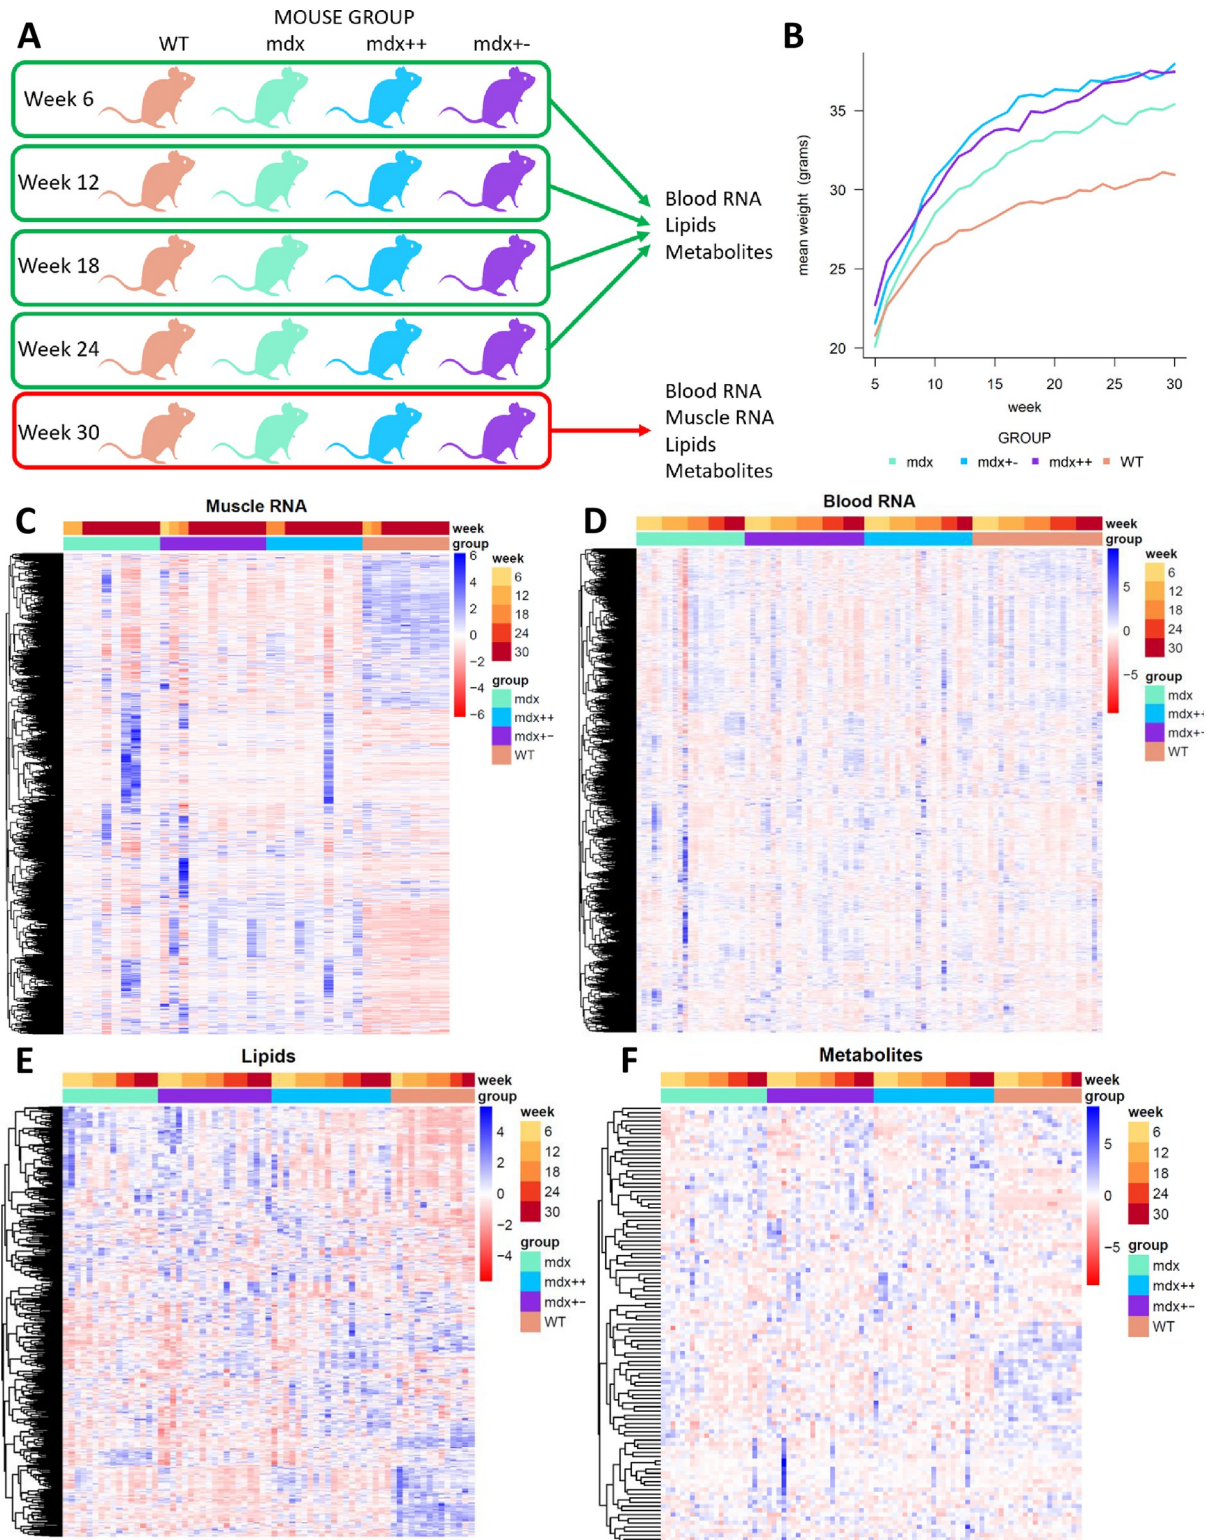 A
MOUSE GROUP
WT mdx mdx++ mdx+-
Week 6
Week 12
Week 18
Week 24
Week 30
Blood RNA
Lipids
Metabolites
Blood RNA
Muscle RNA
Lipids
Metabolites
B
mean weight (grams)
35
30
25
20
5 10 15 20 25 30
week
GROUP
mdx mdx+- mdx++ WT
C
Muscle RNA
week
group
6
4
2
0
−2
−4
−6
week
6
12
18
24
30
group
mdx
mdx++
mdx+−
WT
D
Blood RNA
week
group
5
0
−5
week
6
12
18
24
30
group
mdx
mdx+
mdx+-
WT
E
Lipids
week
group
4
2
0
−2
−4
week
6
12
18
24
30
group
mdx
mdx++
mdx+−
WT
F
Metabolites
week
group
5
0
−5
week
6
12
18
24
30
group
mdx
mdx++
mdx+−
WT